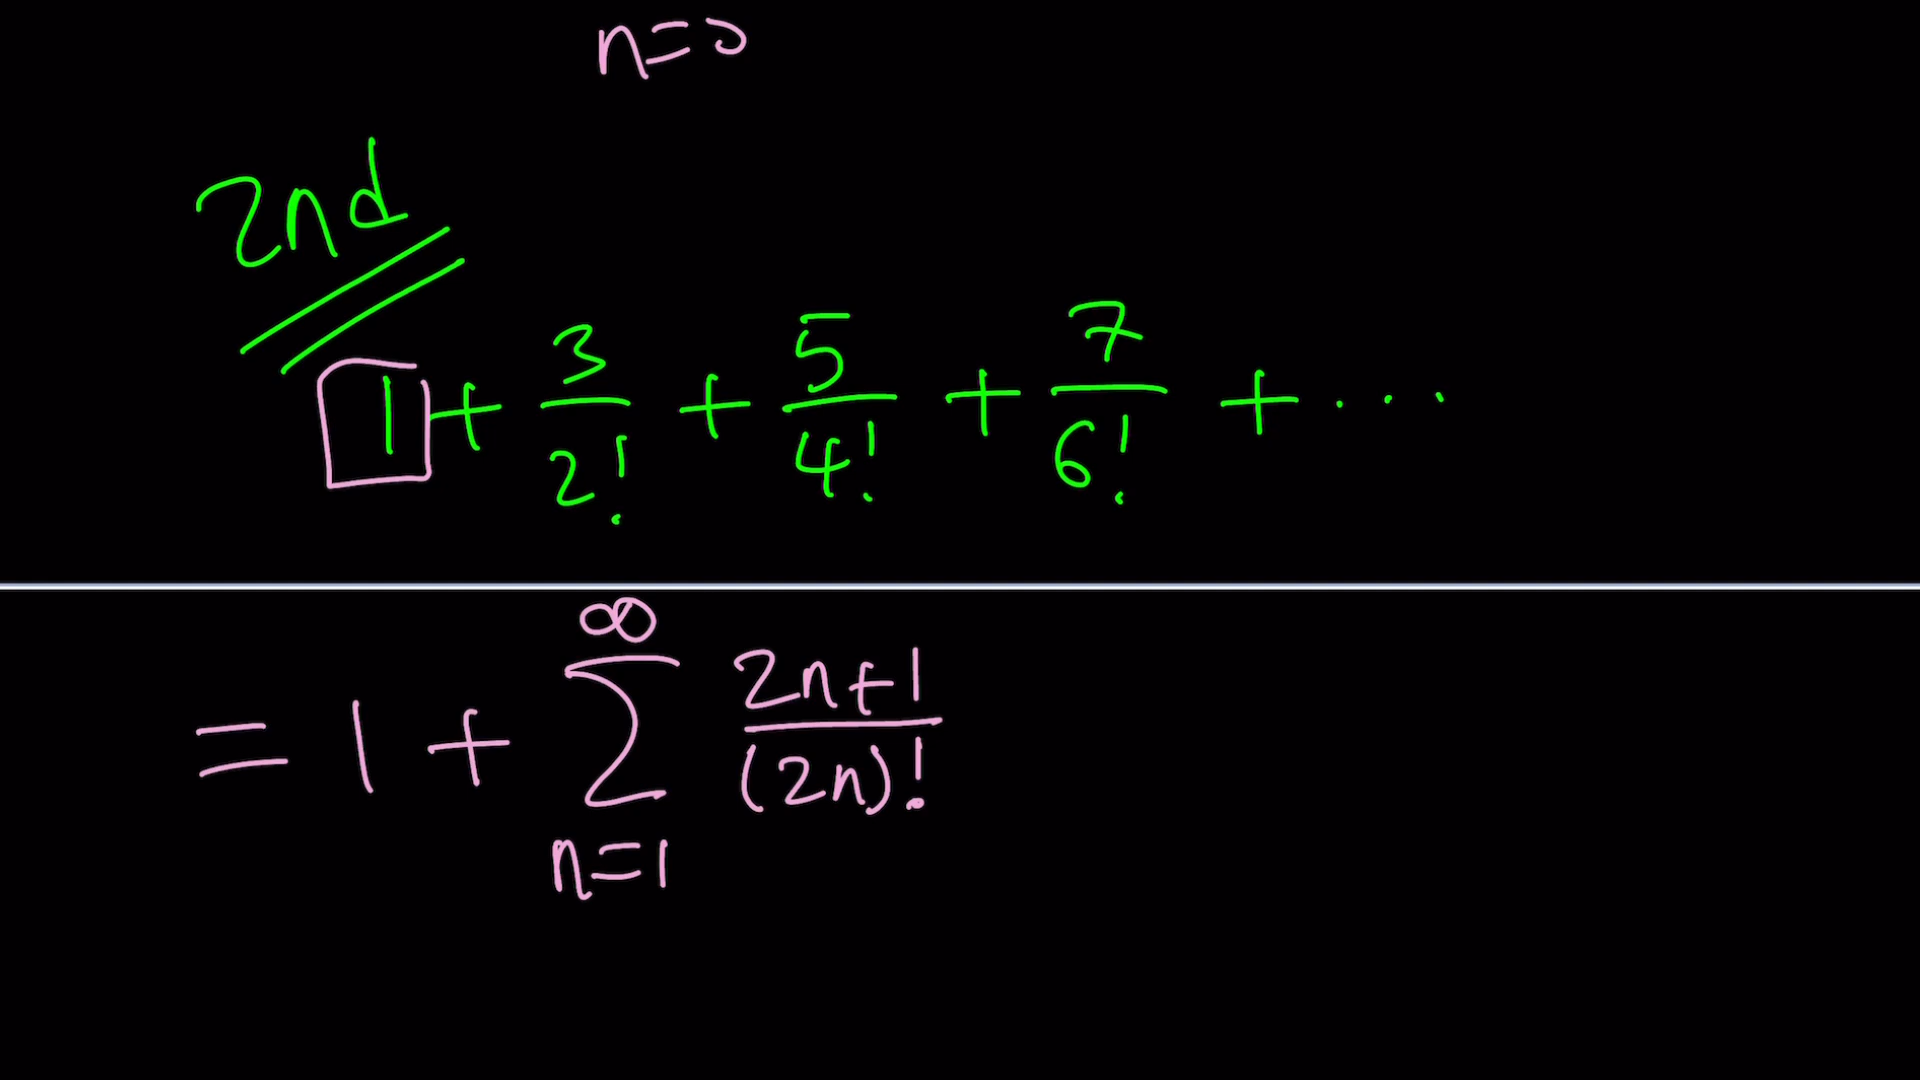 n=0
2nd
1 + 3/2! + 5/4! + 7/6! + ...
= 1 + ∞∑n=1 2n+1/(2n)!